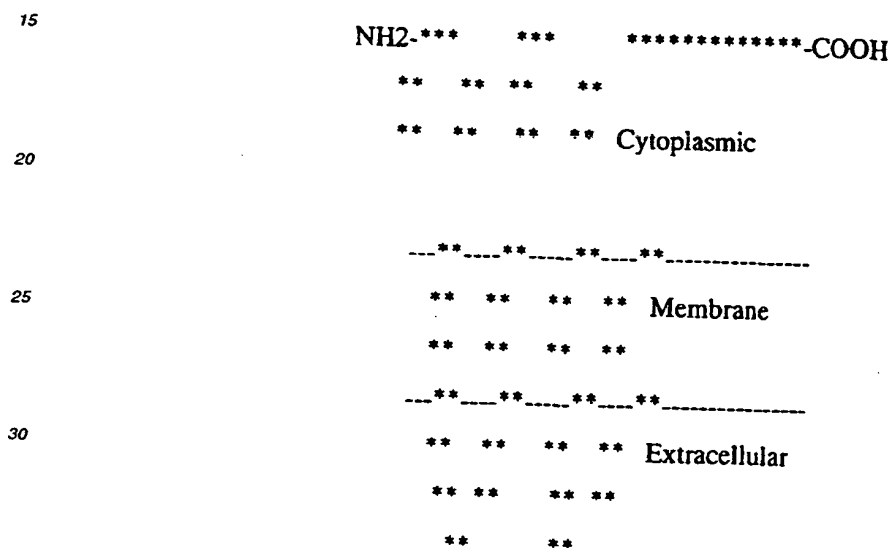 15
NH2-*** *** *************-COOH
** ** ** **
** ** ** ** Cytoplasmic
20
---**----**-----**----**----------------
25
** ** ** ** Membrane
** ** ** **
---**----**-----**----**----------------
30
** ** ** ** Extracellular
** ** ** **
** **